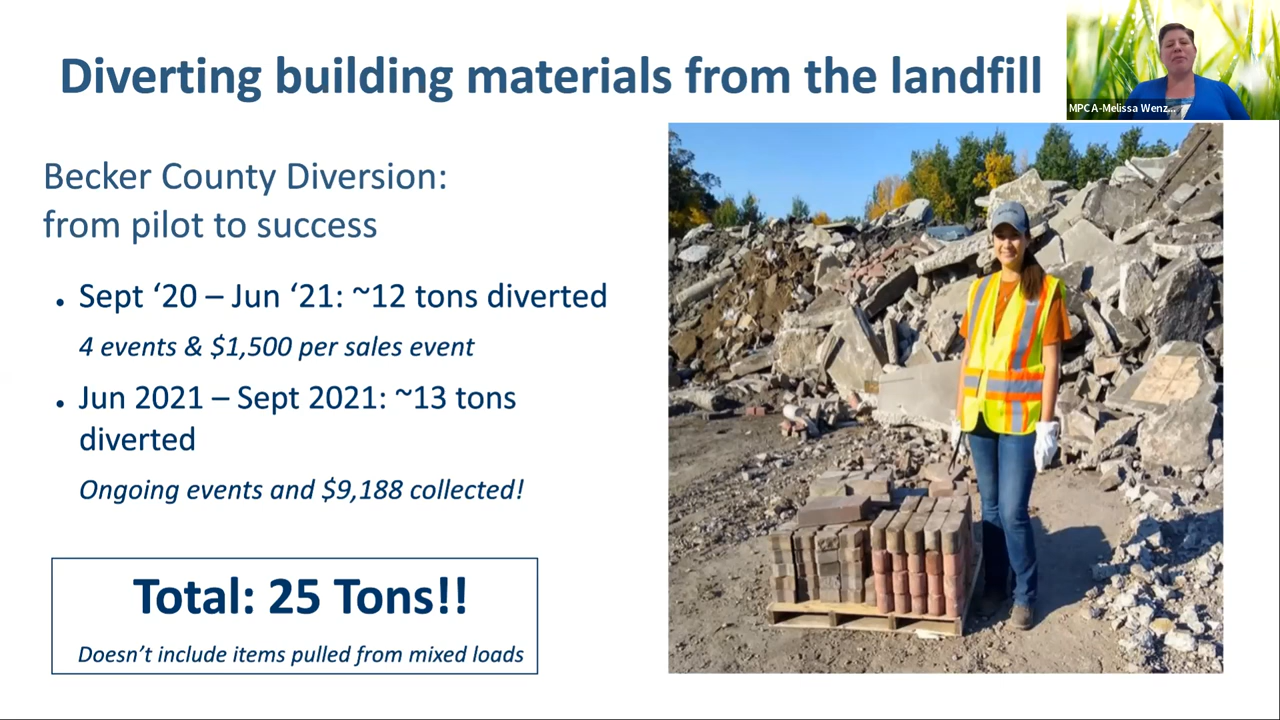 Diverting building materials from the landfill
MPCA-Melissa Wenz...
Becker County Diversion:
from pilot to success
• Sept ‘20 – Jun ‘21: ~12 tons diverted
4 events & $1,500 per sales event
• Jun 2021 – Sept 2021: ~13 tons
diverted
Ongoing events and $9,188 collected!
Total: 25 Tons!!
Doesn’t include items pulled from mixed loads